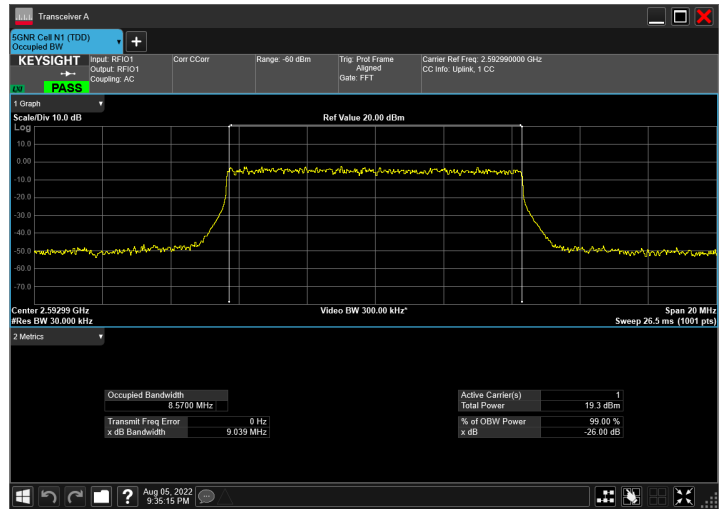 Transceiver A
5GNR Cell N1 (TDD)
Occupied BW
KEYSIGHT
Input: RFIO1
Output: RFIO1
Coupling: AC
Corr CCorr
Range: -60 dBm
Trig: Prot Frame
Aligned
Gate: FFT
Carrier Ref Freq: 2.592990000 GHz
CC Info: Uplink, 1 CC
LXI
PASS
1 Graph
Scale/Div 10.0 dB
Ref Value 20.00 dBm
Log
10.0
0.00
-10.0
-20.0
-30.0
-40.0
-50.0
-60.0
-70.0
Center 2.59299 GHz
Video BW 300.00 kHz*
Span 20 MHz
#Res BW 30.000 kHz
Sweep 26.5 ms (1001 pts)
2 Metrics
Occupied Bandwidth
8.5700 MHz
Transmit Freq Error 0 Hz
x dB Bandwidth 9.039 MHz
Active Carrier(s) 1
Total Power 19.3 dBm
% of OBW Power 99.00 %
x dB -26.00 dB
Aug 05, 2022
9:35:15 PM